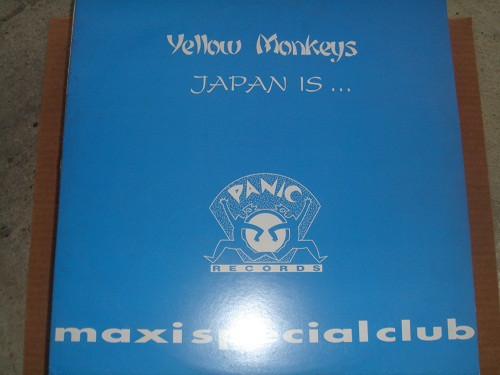 Yellow Monkeys
JAPAN IS ...
PANIC
RECORDS
maxispecialclub